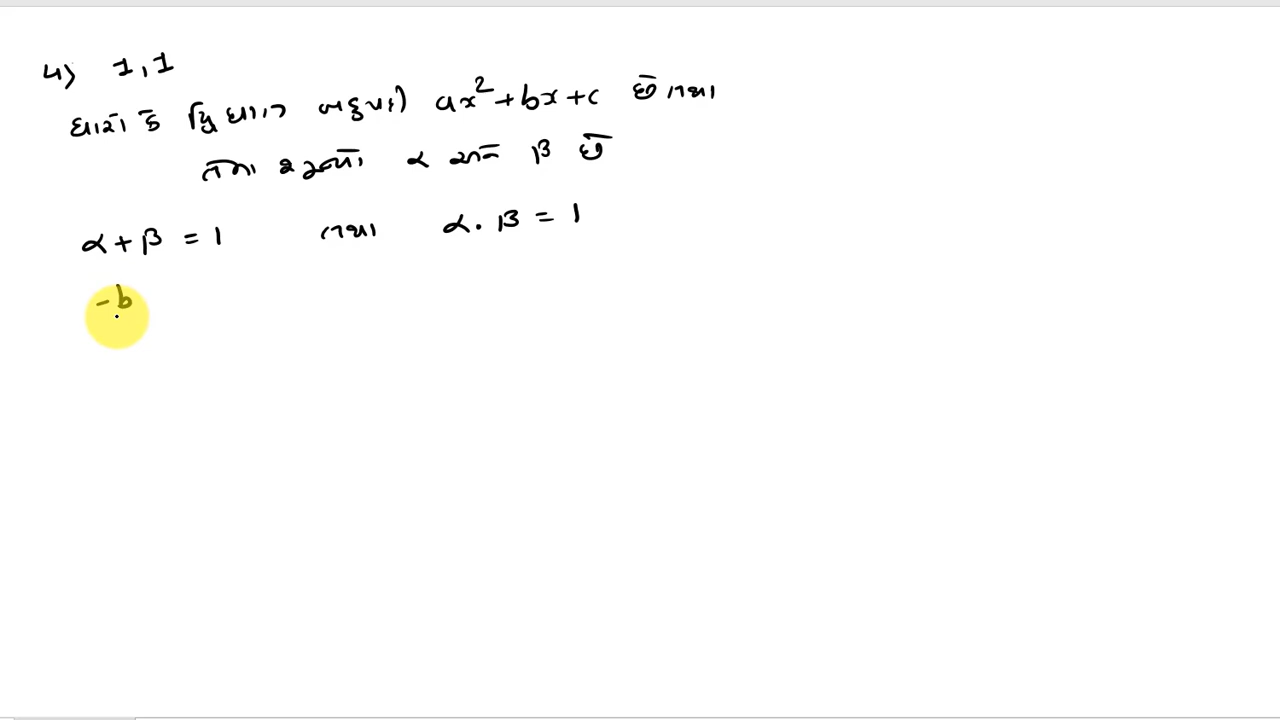 4) 1,1
ધારો કે દ્વિઘાત બહુપદી ax² + bx + c છે તથા
તેના શૂન્યો α અને β છે
α + β = 1 તથા α . β = 1
- b